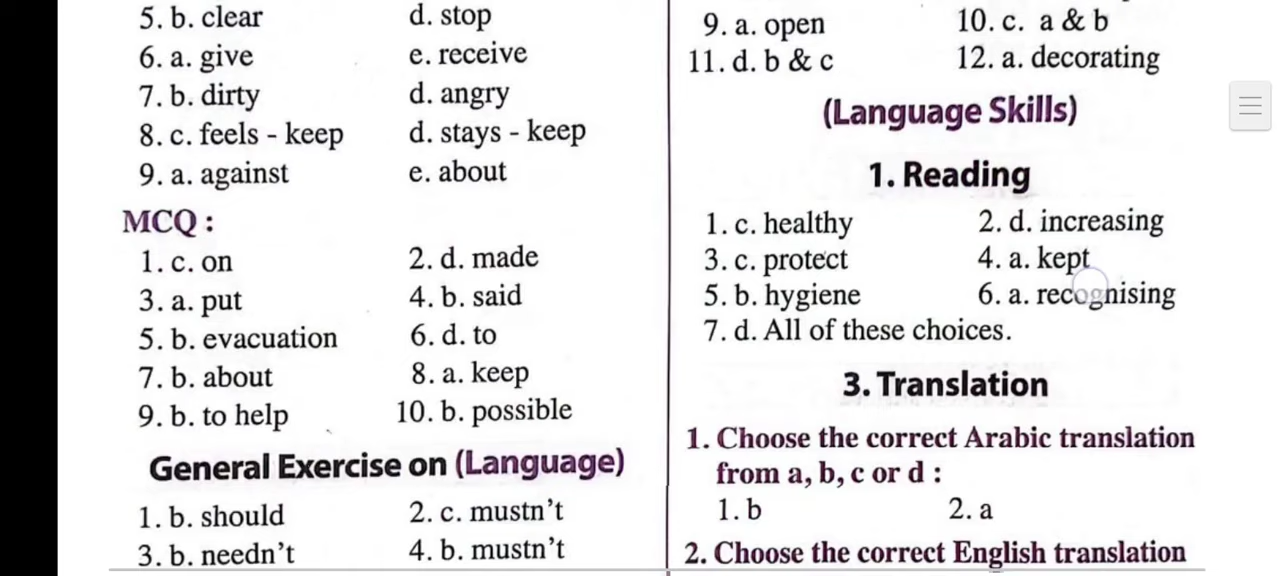 5. b. clear d. stop
6. a. give e. receive
7. b. dirty d. angry
8. c. feels - keep d. stays - keep
9. a. against e. about
MCQ :
1. c. on 2. d. made
3. a. put 4. b. said
5. b. evacuation 6. d. to
7. b. about 8. a. keep
9. b. to help 10. b. possible
General Exercise on (Language)
1. b. should 2. c. mustn't
3. b. needn't 4. b. mustn't
9. a. open 10. c. a & b
11. d. b & c 12. a. decorating
(Language Skills)
1. Reading
1. c. healthy 2. d. increasing
3. c. protect 4. a. kept
5. b. hygiene 6. a. recognising
7. d. All of these choices.
3. Translation
1. Choose the correct Arabic translation
from a, b, c or d :
1. b 2. a
2. Choose the correct English translation